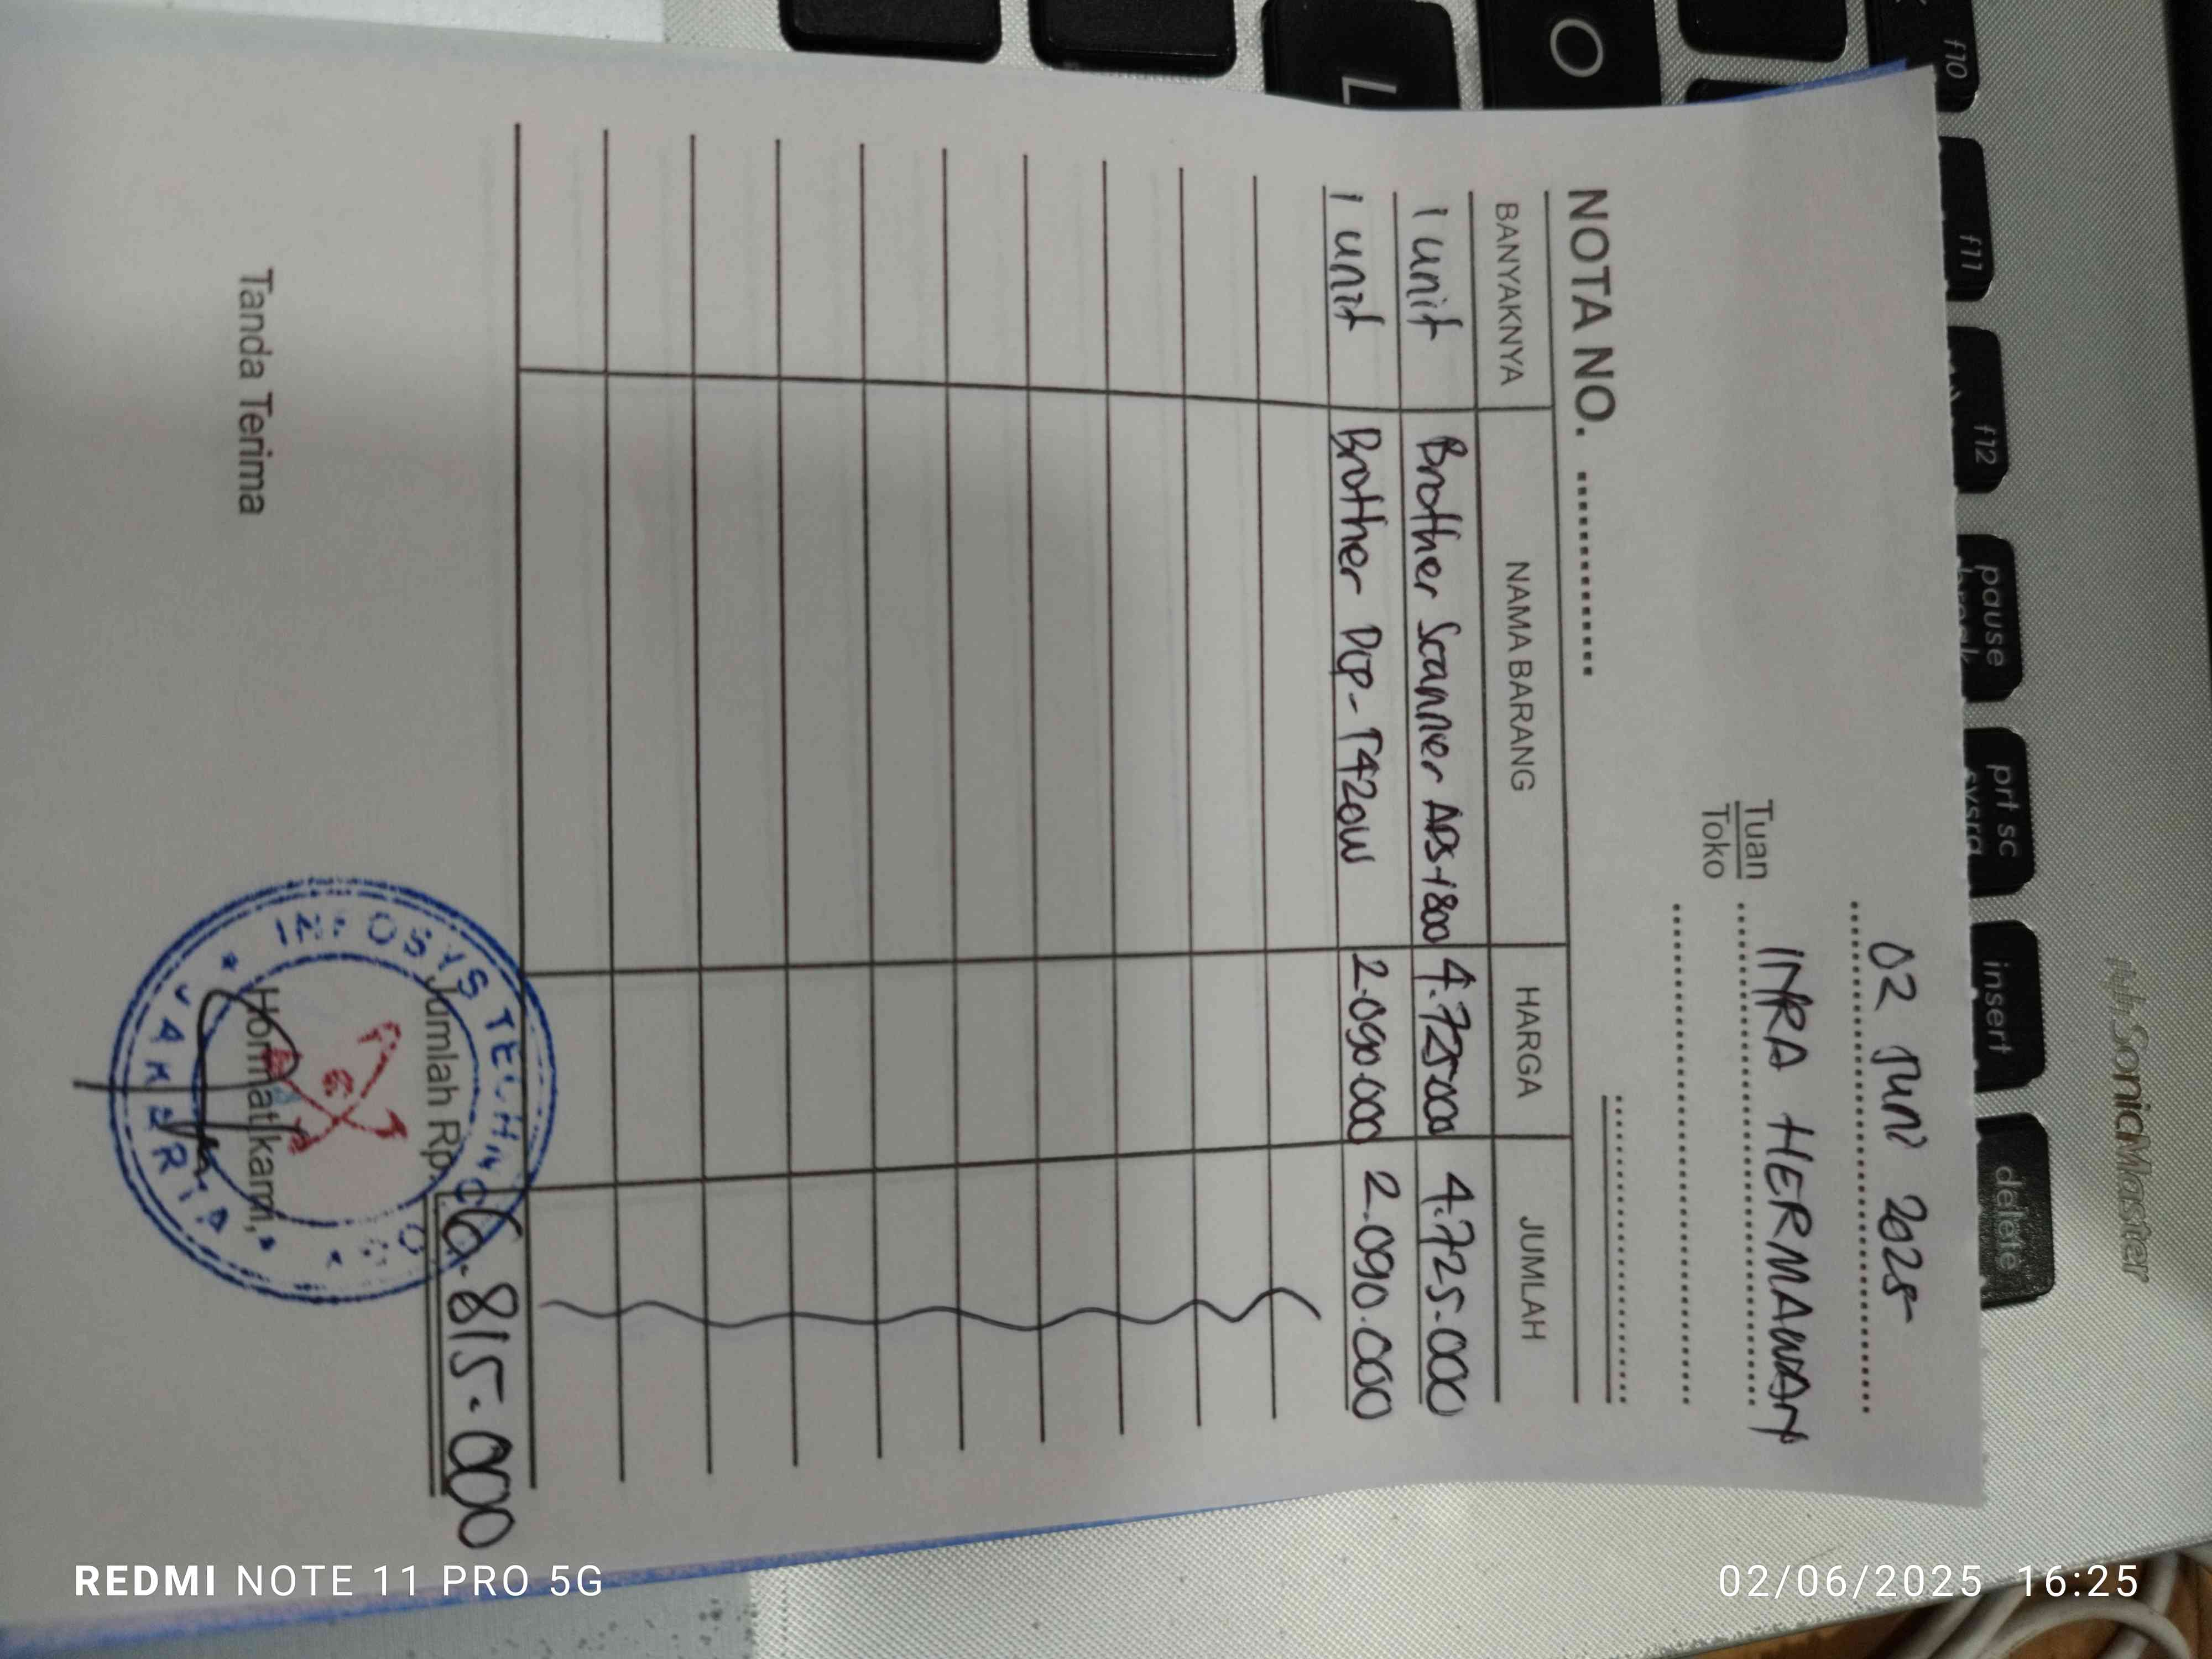 02 Juni 2025
Tuan INRA HERMAWAN
Toko
NOTA NO.
BANYAKNYA NAMA BARANG HARGA JUMLAH
1 unit Brother Scanner ADS-1800 4.725.000 4.725.000
1 unit Brother DCP-T420W 2.090.000 2.090.000
Jumlah Rp. 6.815.000
Tanda Terima Hormat kami,
INFOSYS TECHNO
JAKARTA
O
L
f10
f11
f12
pause
prt sc
sysrq
insert
delete
SonicMaster
REDMI NOTE 11 PRO 5G
02/06/2025 16:25